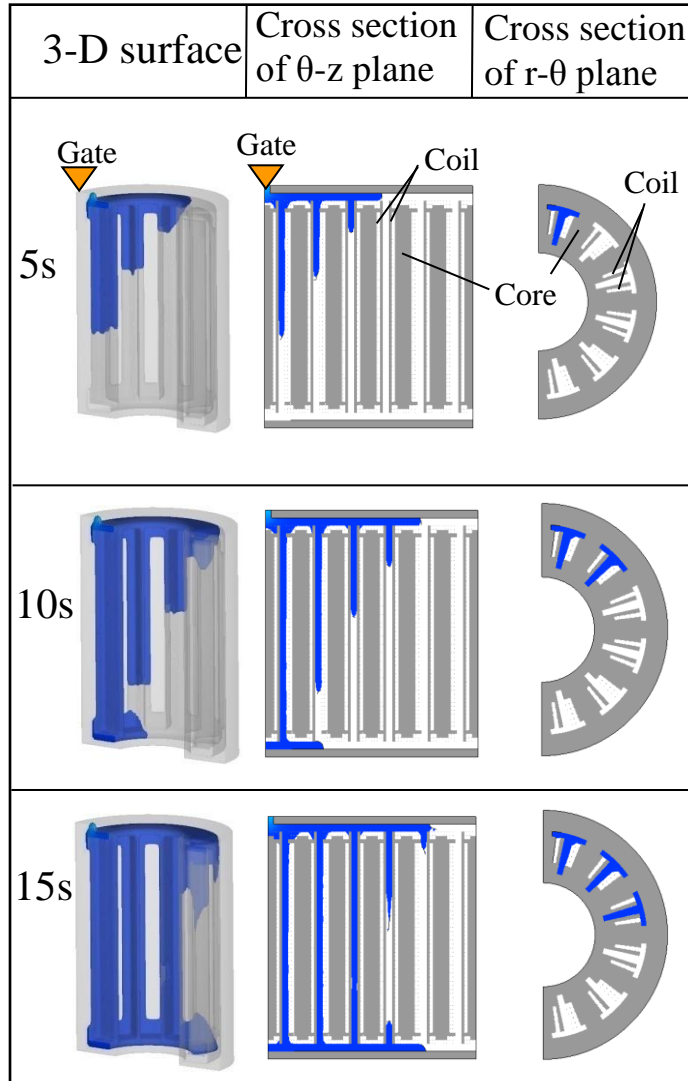 3-D surface
Cross section
of θ-z plane
Cross section
of r-θ plane
Gate
Gate
Coil
Coil
5s
Core
10s
15s